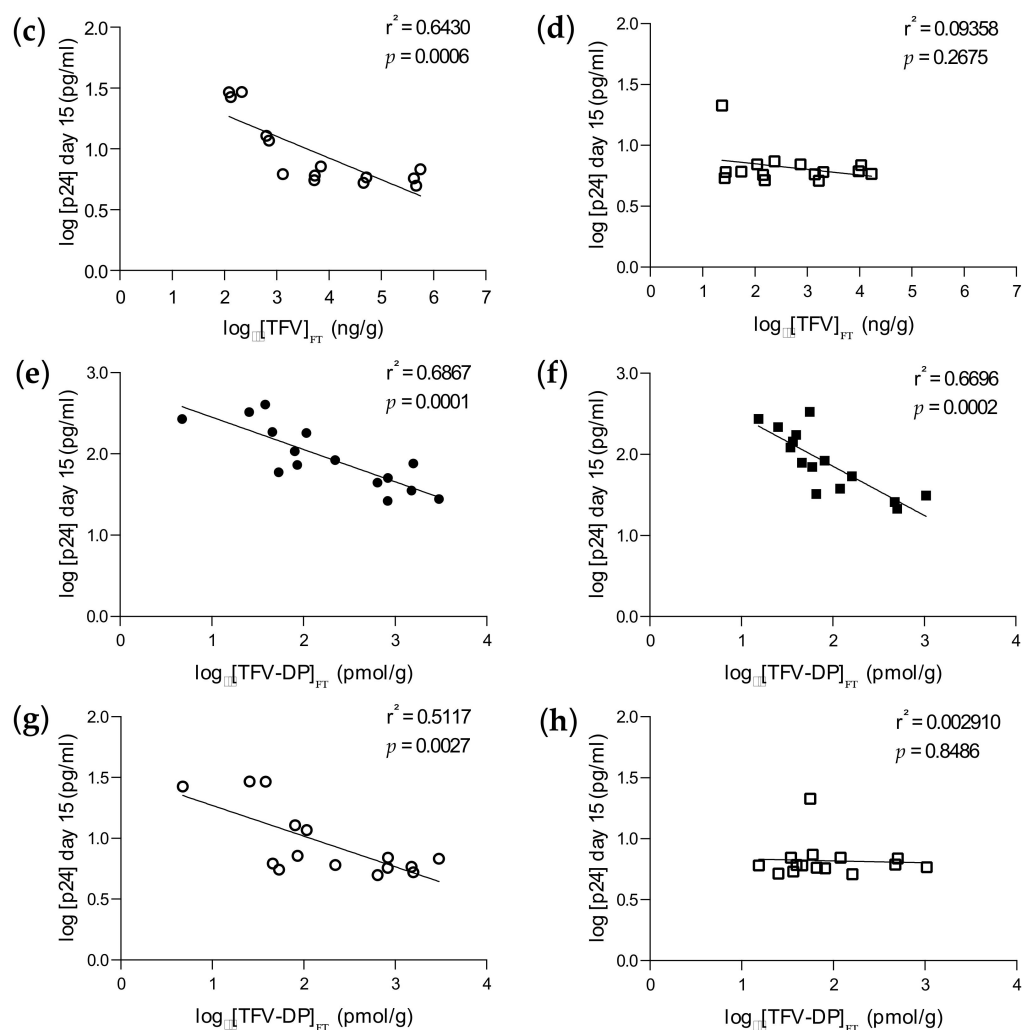 (c)
r² = 0.6430
p = 0.0006
log [p24] day 15 (pg/ml)
2.0
1.5
1.0
0.5
0.0
0 1 2 3 4 5 6 7
log [TFV]FT (ng/g)
(d)
r² = 0.09358
p = 0.2675
log [p24] day 15 (pg/ml)
2.0
1.5
1.0
0.5
0.0
0 1 2 3 4 5 6 7
log [TFV]FT (ng/g)
(e)
r² = 0.6867
p = 0.0001
log [p24] day 15 (pg/ml)
3.0
2.0
1.0
0.0
0 1 2 3 4
log [TFV-DP]FT (pmol/g)
(f)
r² = 0.6696
p = 0.0002
log [p24] day 15 (pg/ml)
3.0
2.0
1.0
0.0
0 1 2 3 4
log [TFV-DP]FT (pmol/g)
(g)
r² = 0.5117
p = 0.0027
log [p24] day 15 (pg/ml)
2.0
1.5
1.0
0.5
0.0
0 1 2 3 4
log [TFV-DP]FT (pmol/g)
(h)
r² = 0.002910
p = 0.8486
log [p24] day 15 (pg/ml)
2.0
1.5
1.0
0.5
0.0
0 1 2 3 4
log [TFV-DP]FT (pmol/g)